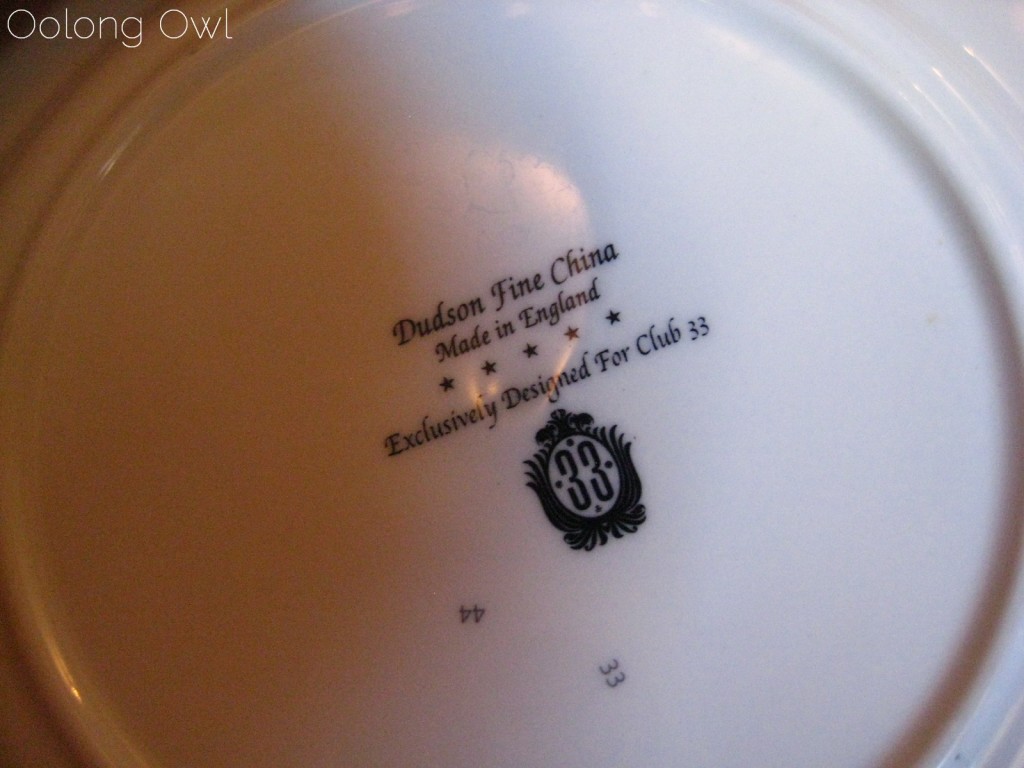 Oolong Owl
Dudson Fine China
Made in England
★ ★ ★ ★ ★
Exclusively Designed For Club 33
33
44
33